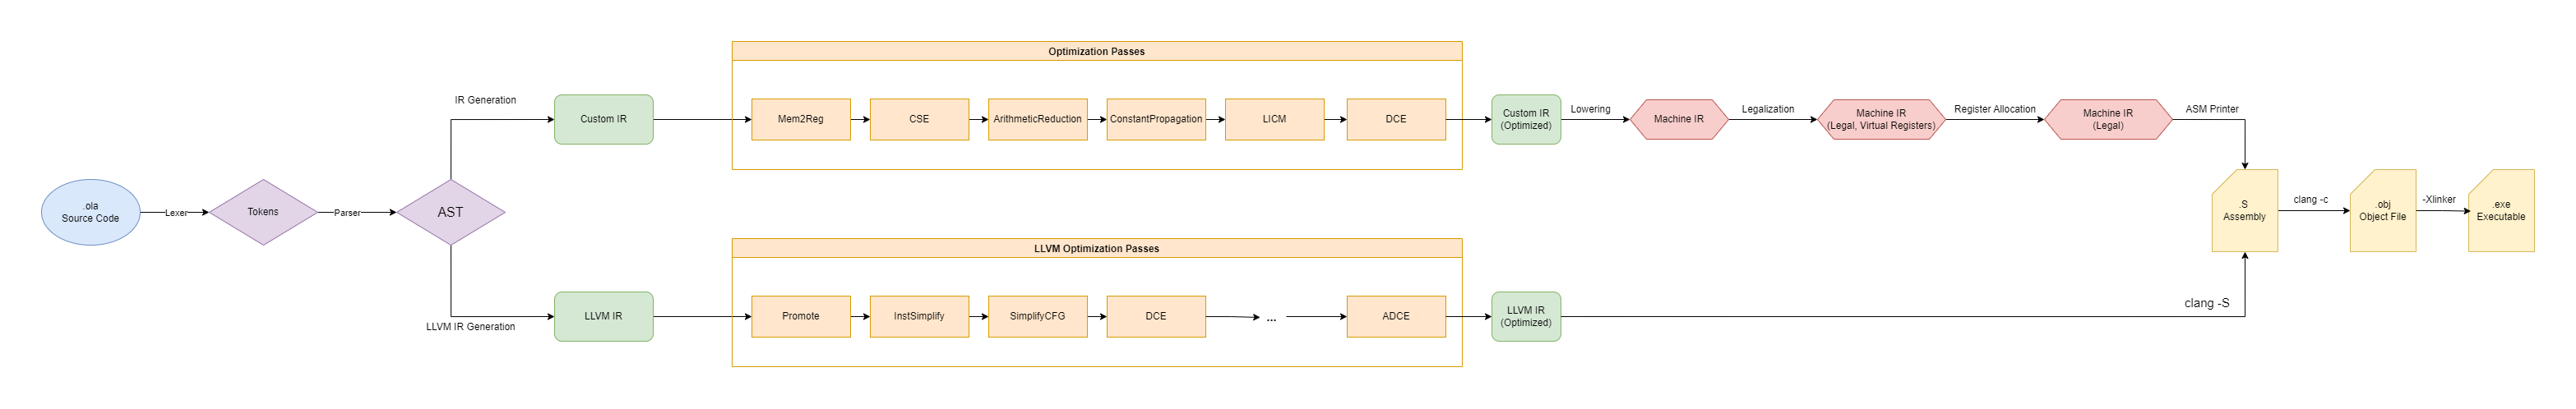 .ola
Source Code
Lexer
Tokens
Parser
AST
IR Generation
Custom IR
Optimization Passes
Mem2Reg
CSE
ArithmeticReduction
ConstantPropagation
LICM
DCE
Custom IR
(Optimized)
Lowering
Machine IR
Legalization
Machine IR
(Legal, Virtual Registers)
Register Allocation
Machine IR
(Legal)
ASM Printer
LLVM IR Generation
LLVM IR
LLVM Optimization Passes
Promote
InstSimplify
SimplifyCFG
DCE
...
ADCE
LLVM IR
(Optimized)
clang -S
.S
Assembly
clang -c
.obj
Object File
-Xlinker
.exe
Executable